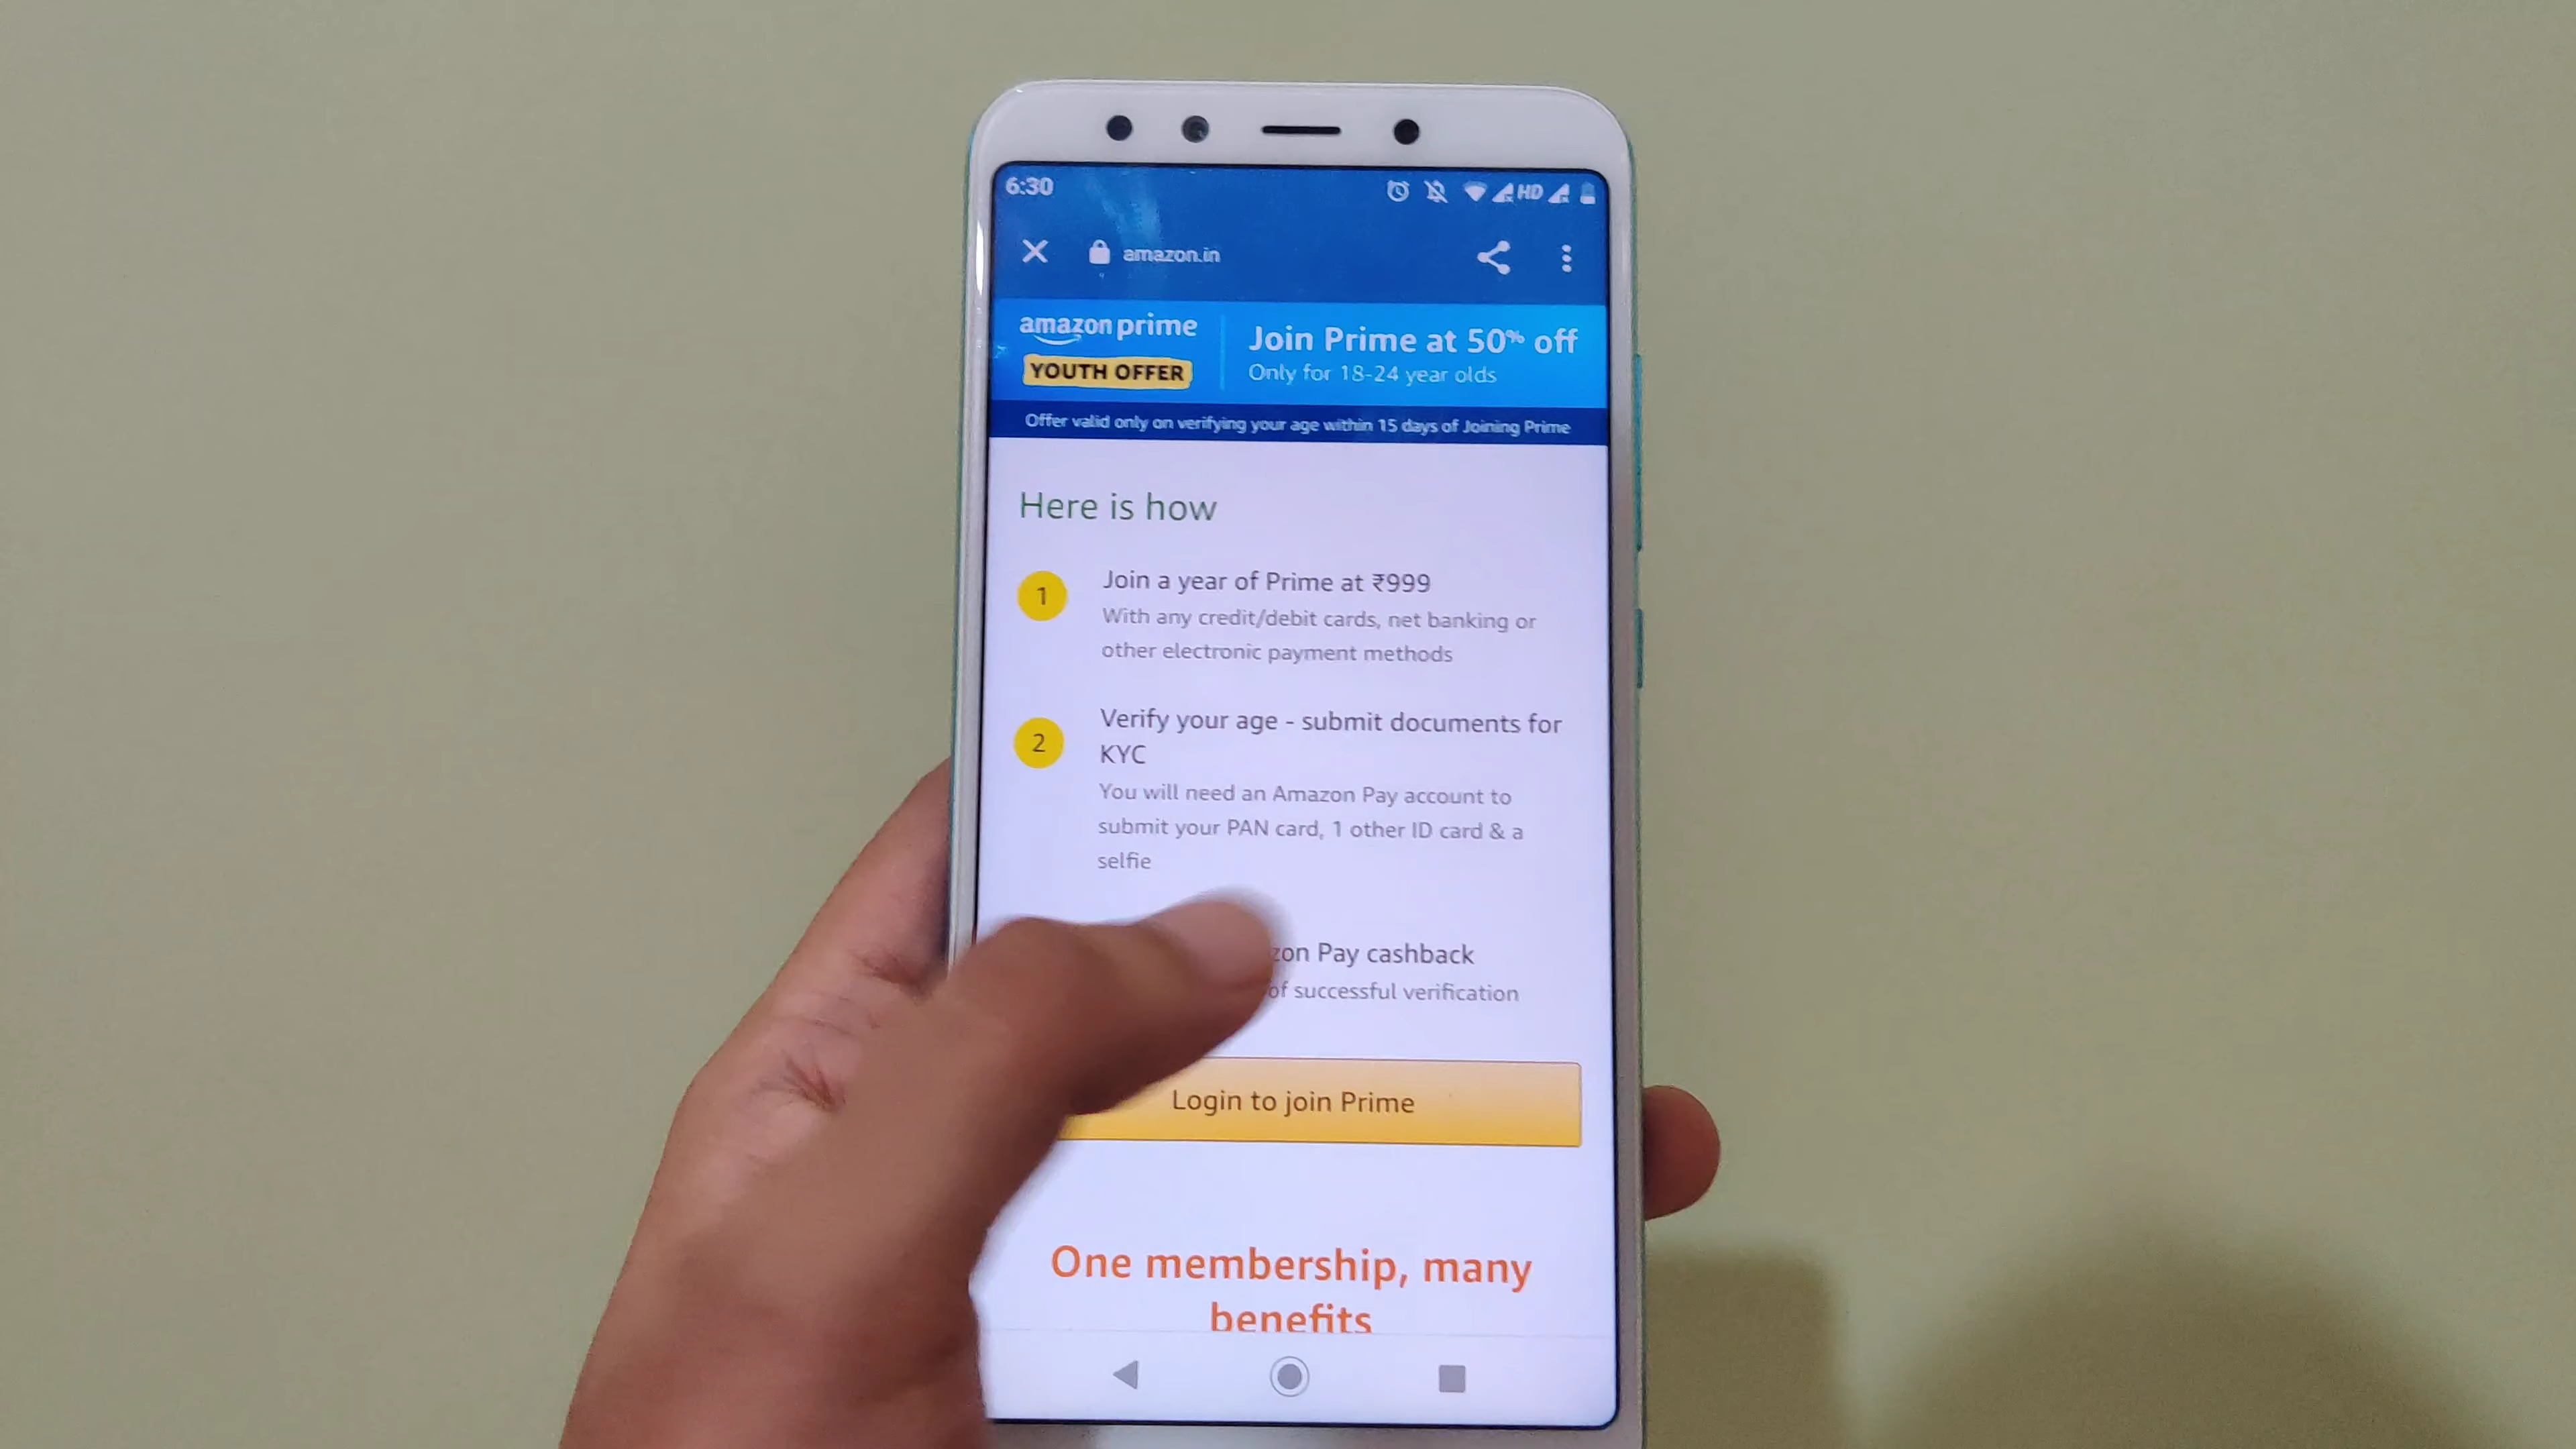 6:30
HD
amazon.in
amazon prime
YOUTH OFFER
Join Prime at 50% off
Only for 18-24 year olds
Offer valid only on verifying your age within 15 days of Joining Prime
Here is how
1
Join a year of Prime at ₹999
With any credit/debit cards, net banking or
other electronic payment methods
2
Verify your age - submit documents for
KYC
You will need an Amazon Pay account to
submit your PAN card, 1 other ID card & a
selfie
zon Pay cashback
of successful verification
Login to join Prime
One membership, many
benefits